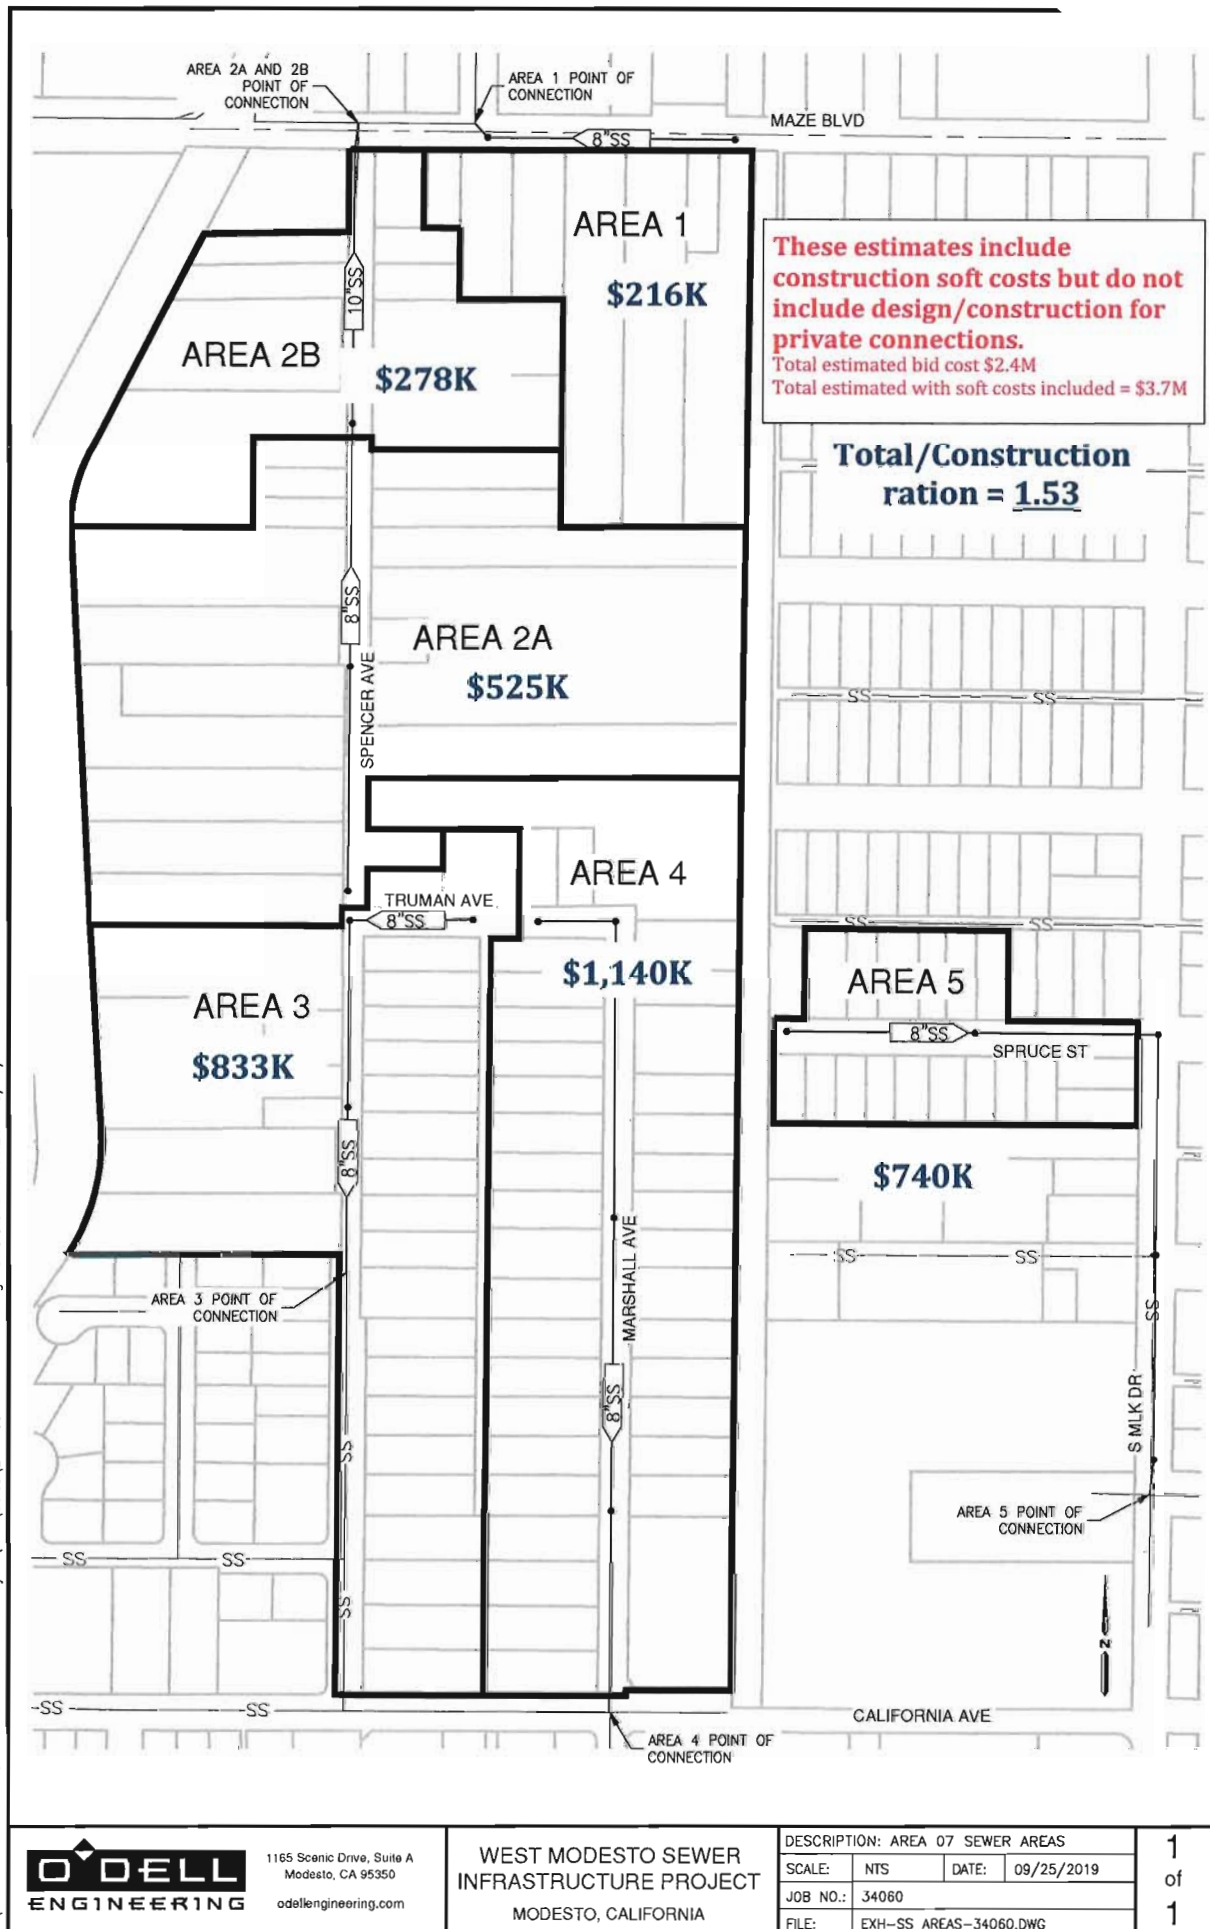 AREA 2A AND 2B
POINT OF
CONNECTION
AREA 1 POINT OF
CONNECTION
MAZE BLVD
8"SS
AREA 1
$216K
These estimates include
construction soft costs but do not
include design/construction for
private connections.
Total estimated bid cost $2.4M
Total estimated with soft costs included = $3.7M
10"SS
AREA 2B
$278K
Total/Construction
ration = 1.53
8"SS
AREA 2A
$525K
SPENCER AVE
SS
SS
AREA 4
TRUMAN AVE
8"SS
SS
SS
$1,140K
AREA 5
AREA 3
$833K
8"SS
SPRUCE ST
8"SS
$740K
MARSHALL AVE
SS
SS
AREA 3 POINT OF
CONNECTION
SS
8"SS
S MLK DR
SS
AREA 5 POINT OF
CONNECTION
SS
SS
SS
N
SS
SS
CALIFORNIA AVE
AREA 4 POINT OF
CONNECTION
O'DELL
ENGINEERING
1165 Scenic Drive, Suite A
Modesto, CA 95350
odellengineering.com
WEST MODESTO SEWER
INFRASTRUCTURE PROJECT
MODESTO, CALIFORNIA
DESCRIPTION: AREA 07 SEWER AREAS
SCALE: NTS DATE: 09/25/2019
JOB NO.: 34060
FILE: EXH-SS AREAS-34060.DWG
1
of
1